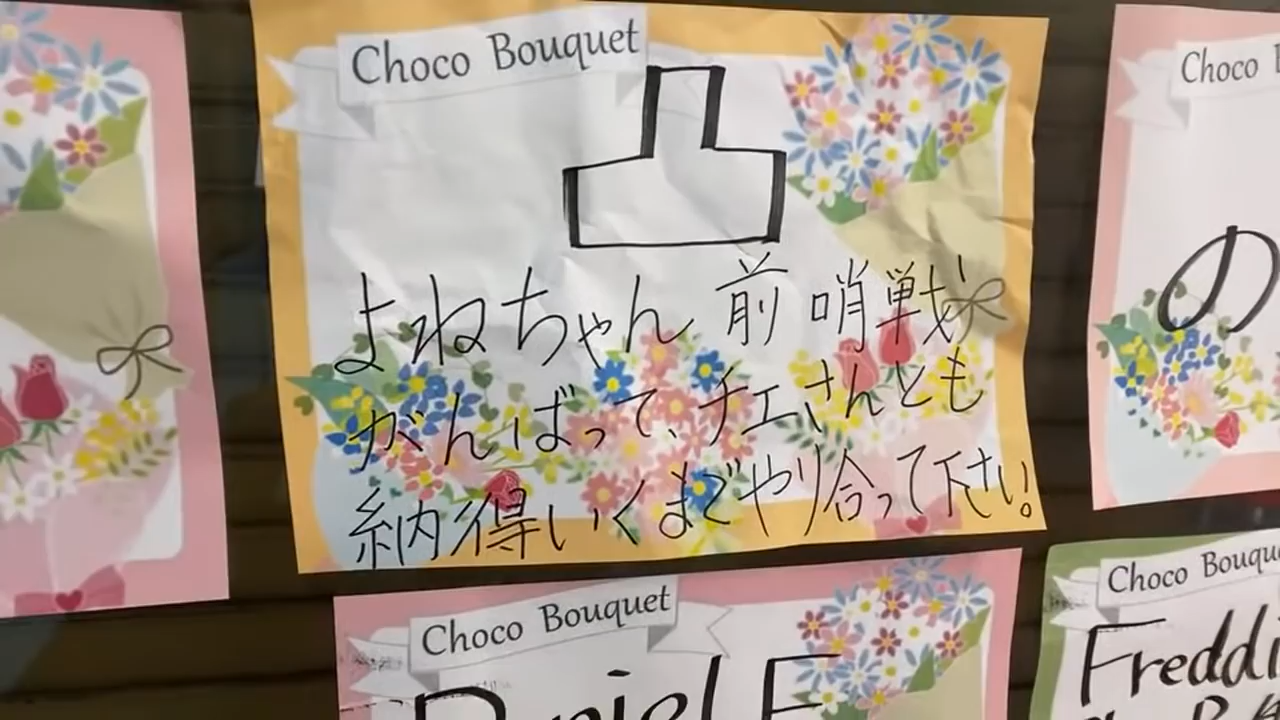 Choco Bouquet
凸
よねちゃん 前哨戦
がんばって、チエさんとも
納得いくまでやり合って下さい!
Choco
の
Choco Bouquet
Choco Bouquet
Freddi